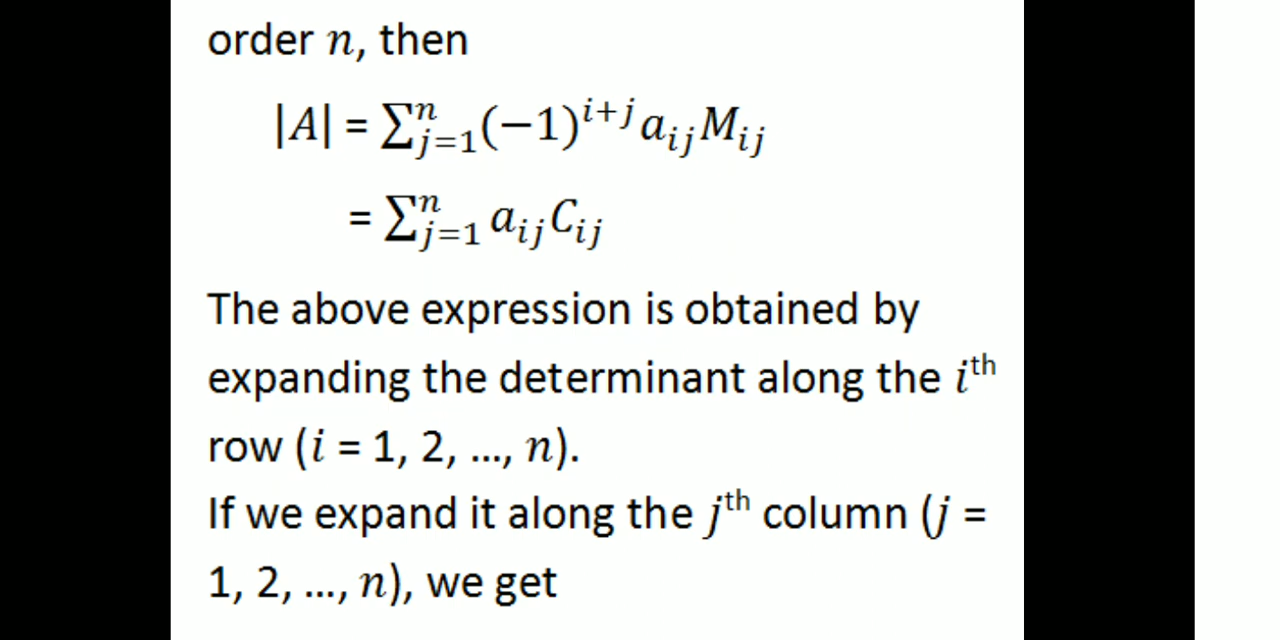 order n, then
|A| = ∑ⁿⱼ₌₁(−1)ⁱ⁺ʲ aᵢⱼMᵢⱼ
= ∑ⁿⱼ₌₁ aᵢⱼCᵢⱼ
The above expression is obtained by
expanding the determinant along the iᵗʰ
row (i = 1, 2, ..., n).
If we expand it along the jᵗʰ column (j =
1, 2, ..., n), we get